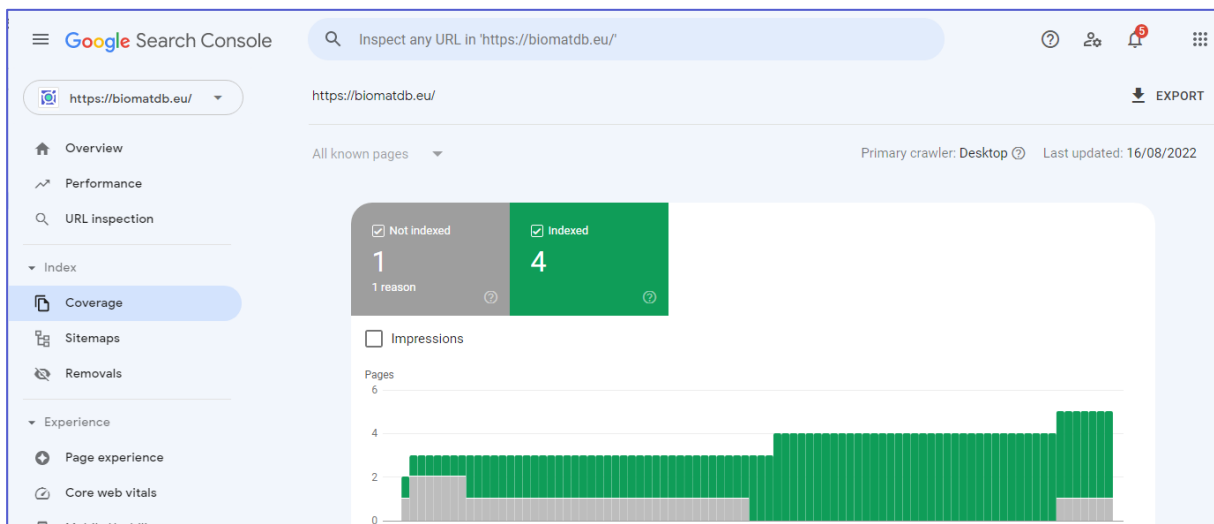 Google Search Console
Inspect any URL in 'https://biomatdb.eu/'
5
https://biomatdb.eu/
https://biomatdb.eu/
EXPORT
Overview
Performance
URL inspection
Index
Coverage
Sitemaps
Removals
Experience
Page experience
Core web vitals
All known pages
Primary crawler: Desktop
Last updated: 16/08/2022
Not indexed
1
1 reason
Indexed
4
Impressions
Pages
6
4
2
0